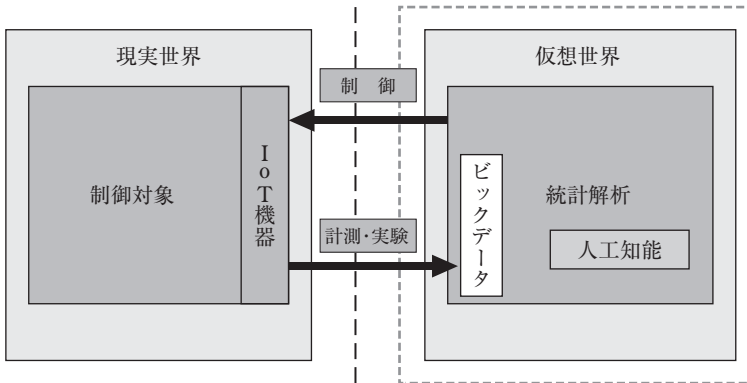 現実世界
仮想世界
制 御
制御対象
IoT機器
計測・実験
ビックデータ
統計解析
人工知能